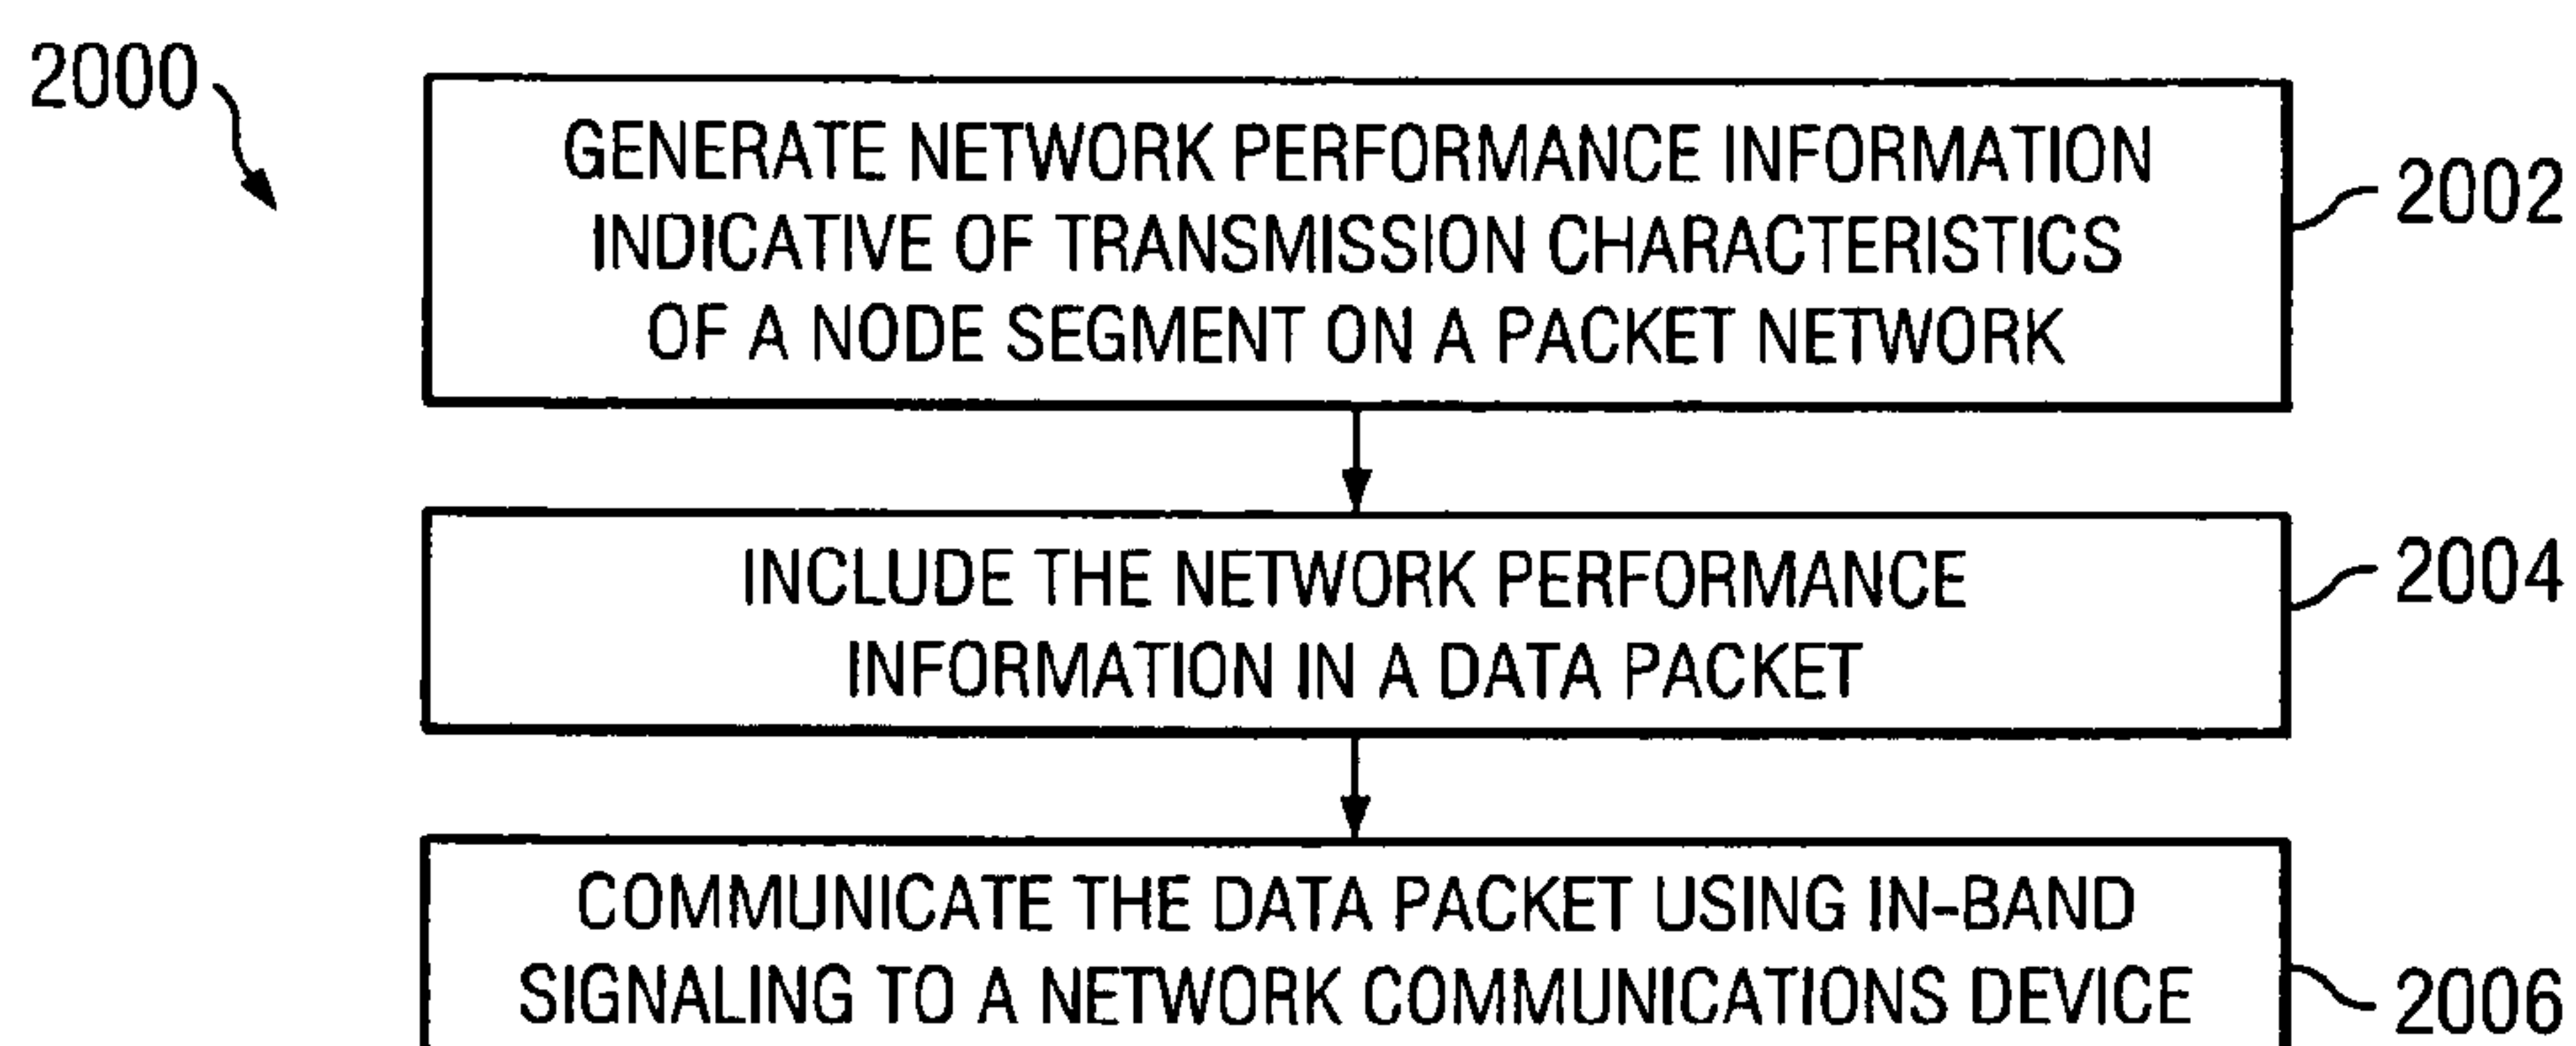 2000
GENERATE NETWORK PERFORMANCE INFORMATION
INDICATIVE OF TRANSMISSION CHARACTERISTICS
OF A NODE SEGMENT ON A PACKET NETWORK
2002
INCLUDE THE NETWORK PERFORMANCE
INFORMATION IN A DATA PACKET
2004
COMMUNICATE THE DATA PACKET USING IN-BAND
SIGNALING TO A NETWORK COMMUNICATIONS DEVICE
2006